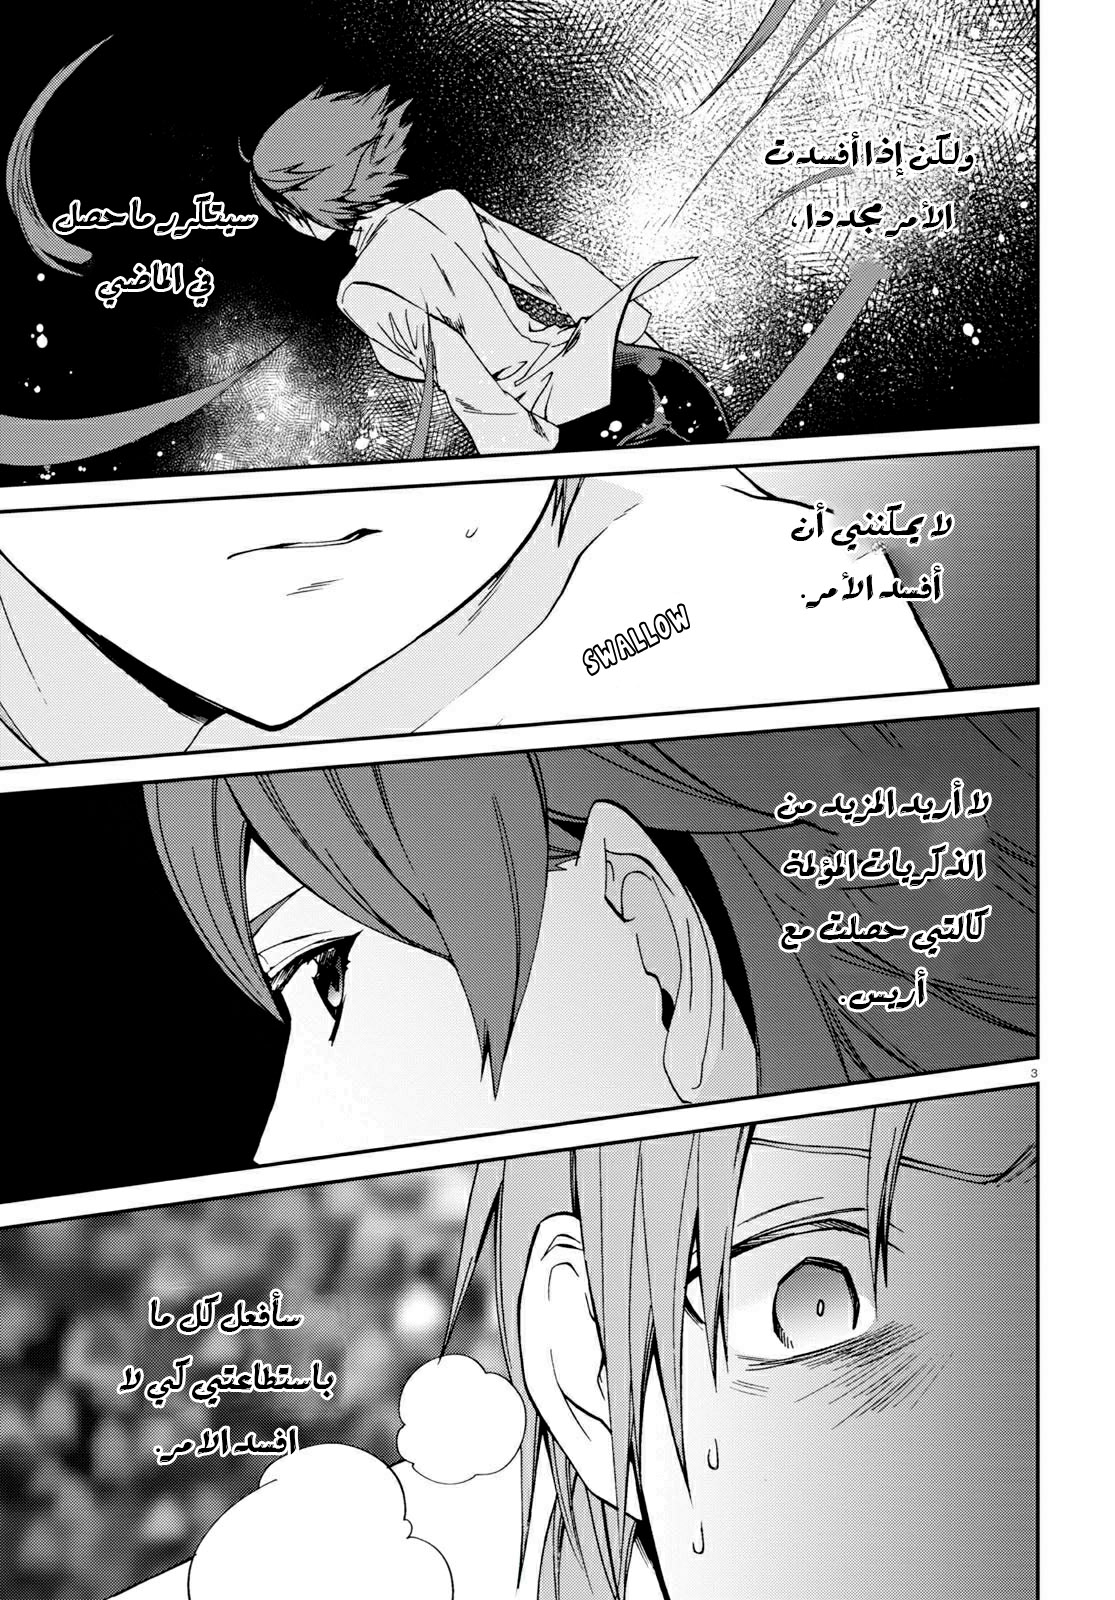 ولكن إذا أفسدت
الأمر مجددا،
سيتكرر ما حصل
في الماضي
لا يمكنني أن
أفسد الأمر.
SWALLOW
لا أريد المزيد من
الذكريات المؤلمة
كالتي حصلت مع
أريس.
3
سأفعل كل ما
باستطاعتي كي لا
افسد الامر.